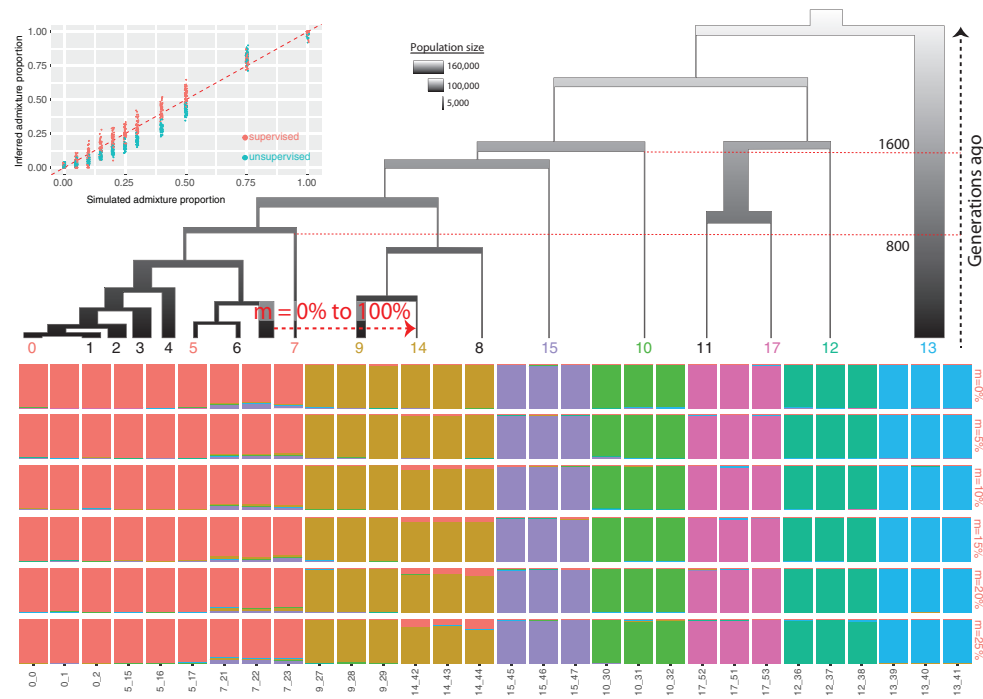 1.00
0.75
0.50
0.25
0.00
Inferred admixture proportion
supervised
unsupervised
0.00 0.25 0.50 0.75 1.00
Simulated admixture proportion
Population size
160,000
100,000
5,000
1600
800
Generations ago
m = 0% to 100%
0 1 2 3 4 5 6 7 9 14 8 15 10 11 17 12 13
m=0%
m=5%
m=10%
m=15%
m=20%
m=25%
0_0 0_1 0_2 5_15 5_16 5_17 7_21 7_22 7_23 9_27 9_28 9_29 14_42 14_43 14_44 15_45 15_46 15_47 10_30 10_31 10_32 17_52 17_51 17_53 12_36 12_37 12_38 13_39 13_40 13_41